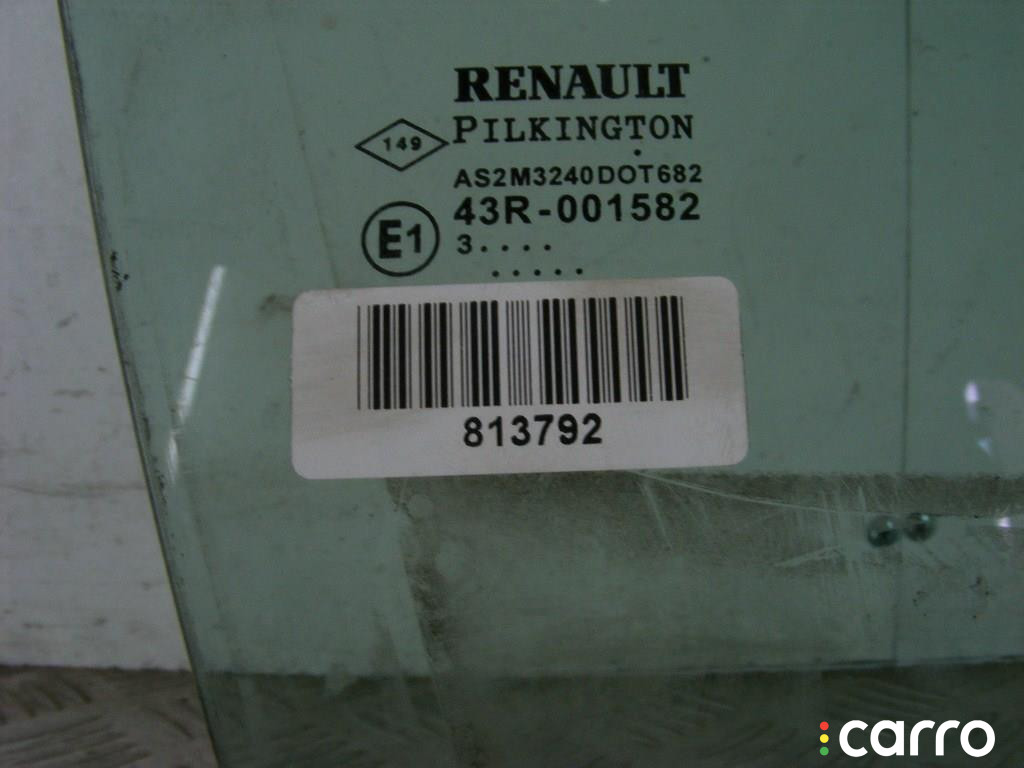 RENAULT
PILKINGTON
149
AS2M3240DOT682
43R-001582
E1
3....
.....
813792
carro